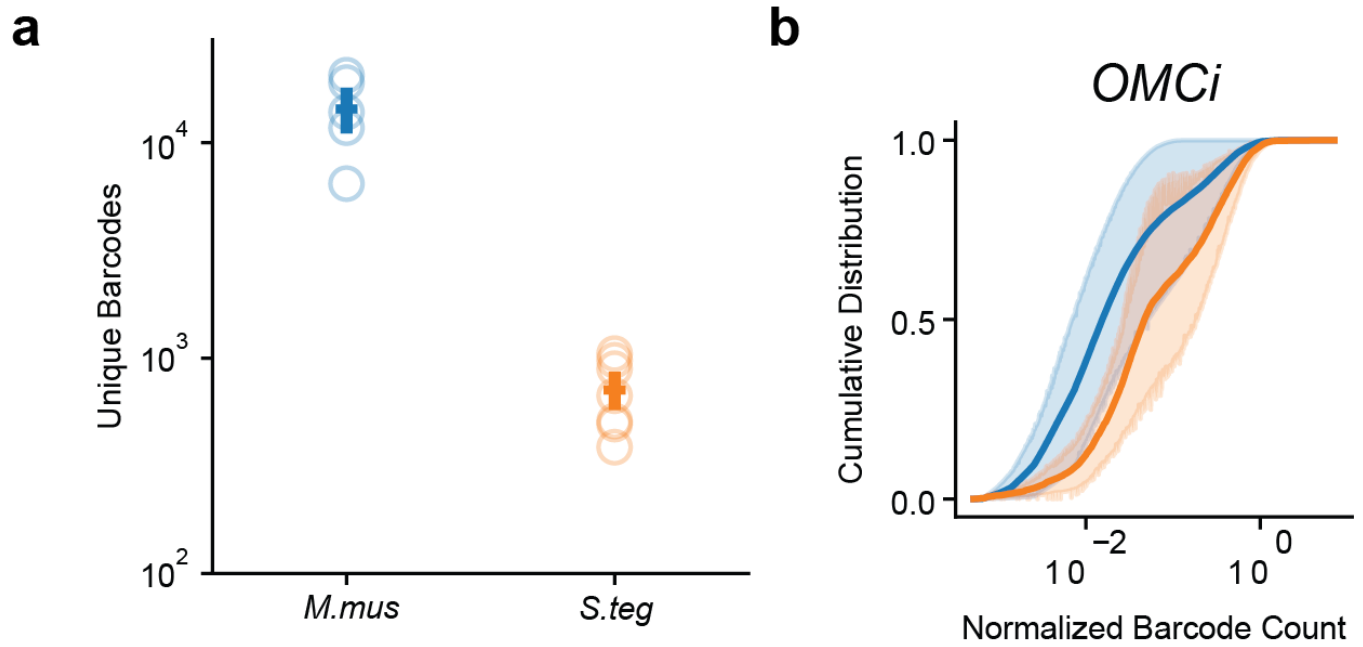 a
Unique Barcodes
10^4
10^3
10^2
M.mus
S.teg
b
OMCi
Cumulative Distribution
1.0
0.5
0.0
10^−2
10^0
Normalized Barcode Count